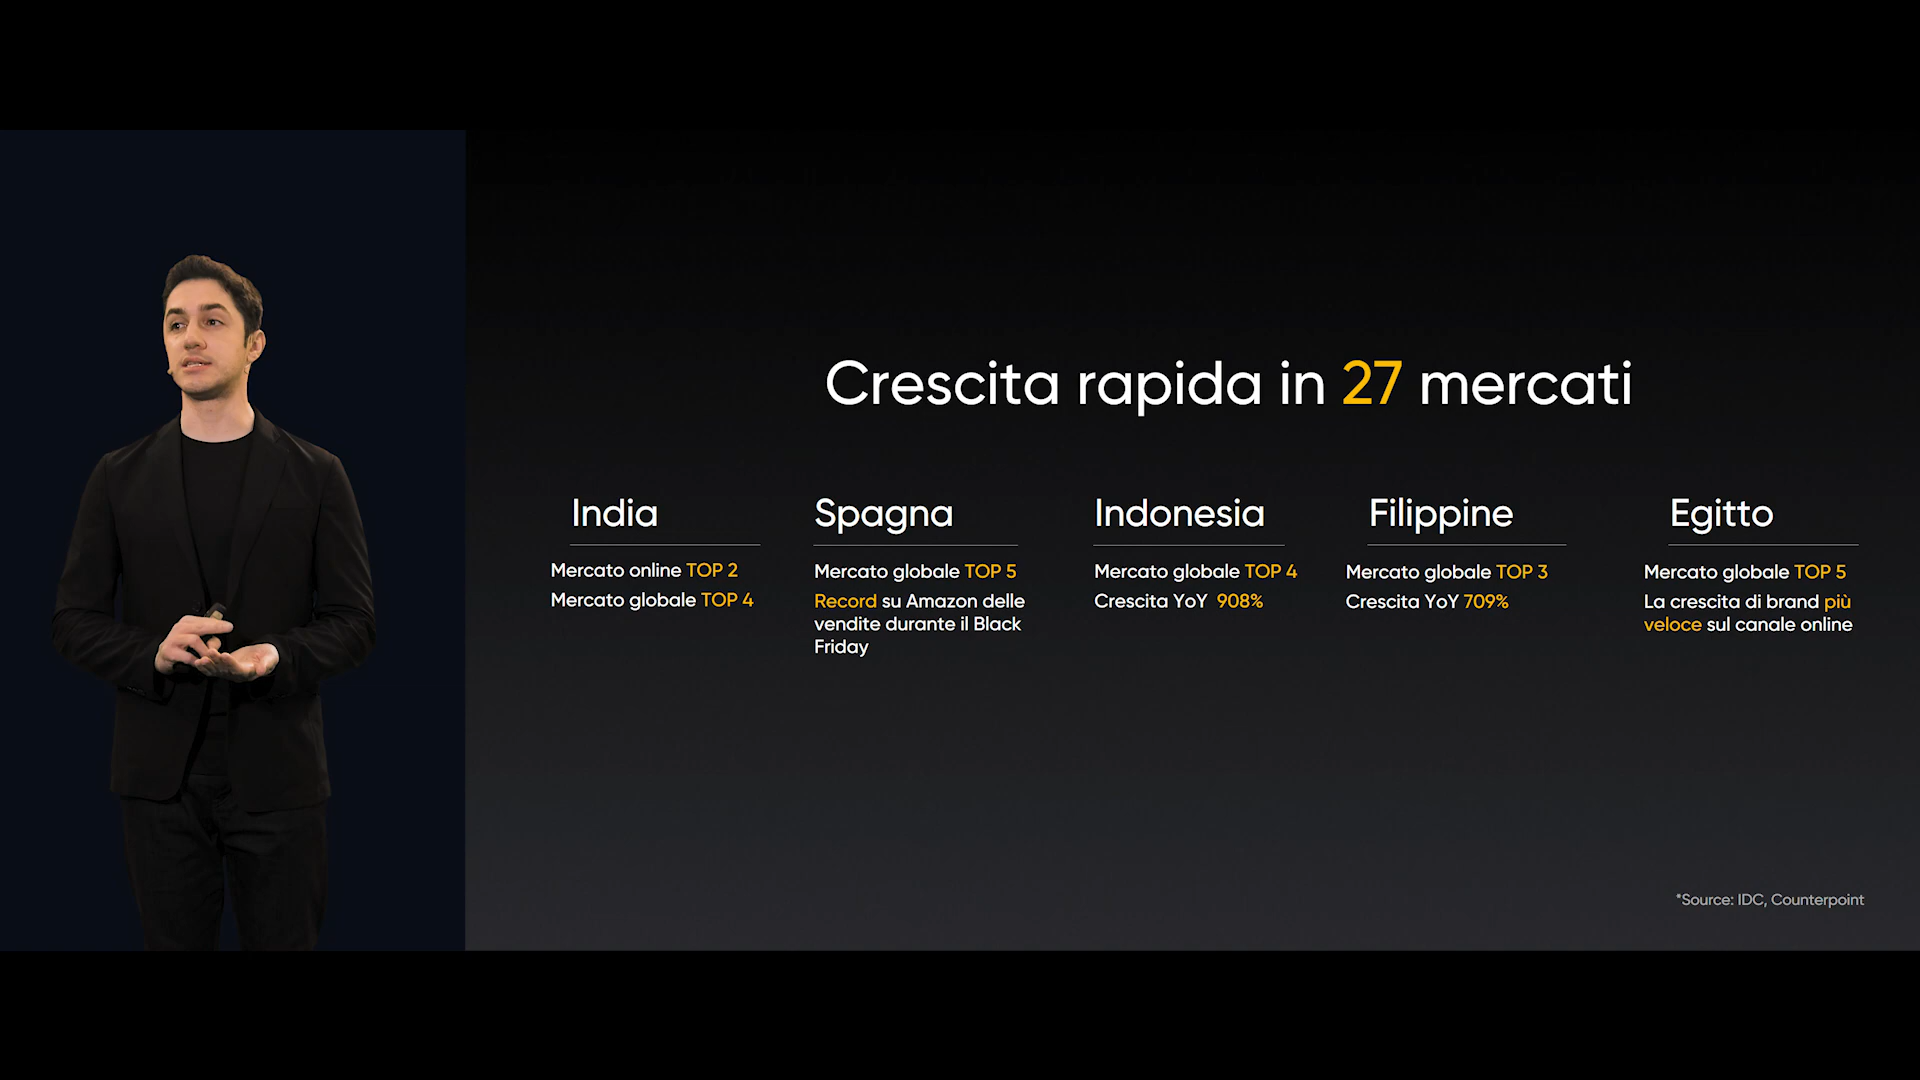 Crescita rapida in 27 mercati
India
Mercato online TOP 2
Mercato globale TOP 4
Spagna
Mercato globale TOP 5
Record su Amazon delle
vendite durante il Black
Friday
Indonesia
Mercato globale TOP 4
Crescita YoY 908%
Filippine
Mercato globale TOP 3
Crescita YoY 709%
Egitto
Mercato globale TOP 5
La crescita di brand più
veloce sul canale online
*Source: IDC, Counterpoint